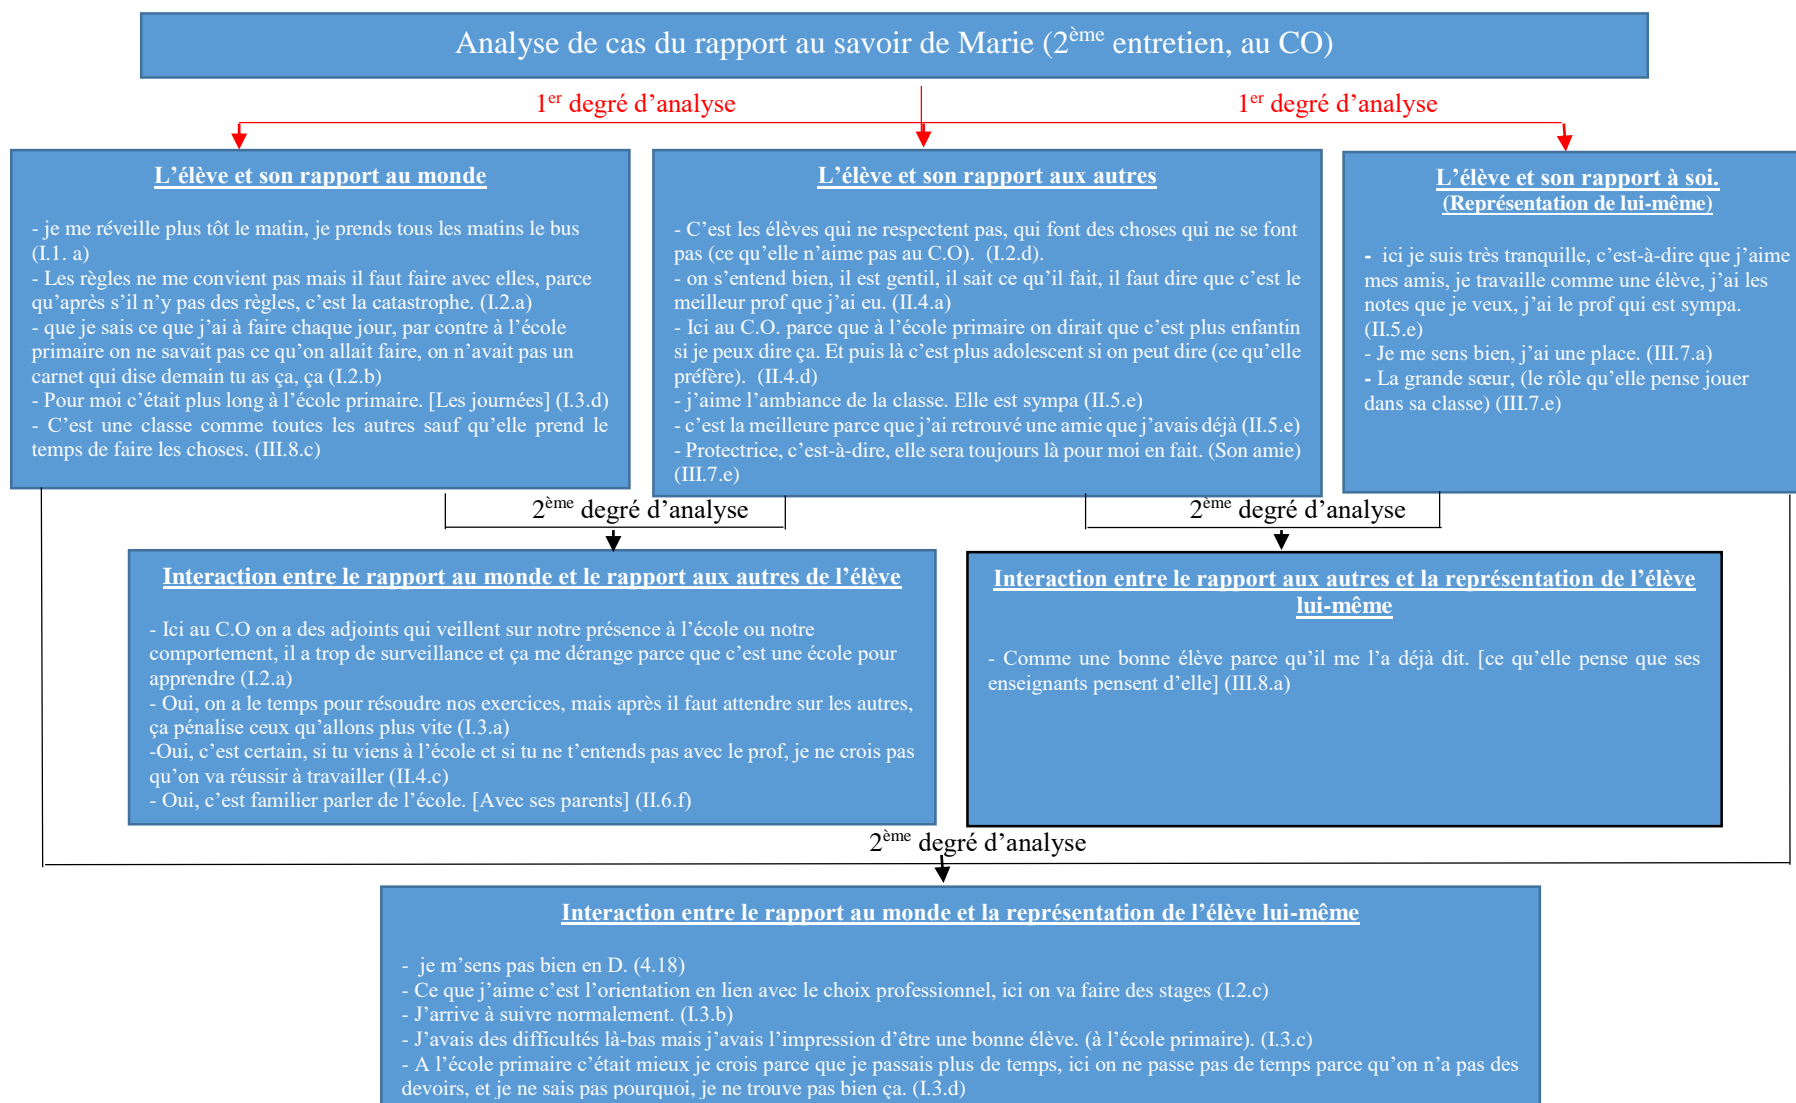 Analyse de cas du rapport au savoir de Marie (2ème entretien, au CO)
1er degré d'analyse
1er degré d'analyse
L'élève et son rapport au monde
- je me réveille plus tôt le matin, je prends tous les matins le bus
(I.1. a)
- Les règles ne me convient pas mais il faut faire avec elles, parce
qu'après s'il n'y pas des règles, c'est la catastrophe. (I.2.a)
- que je sais ce que j'ai à faire chaque jour, par contre à l'école
primaire on ne savait pas ce qu'on allait faire, on n'avait pas un
carnet qui dise demain tu as ça, ça (I.2.b)
- Pour moi c'était plus long à l'école primaire. [Les journées] (I.3.d)
- C'est une classe comme toutes les autres sauf qu'elle prend le
temps de faire les choses. (III.8.c)
L'élève et son rapport aux autres
- C'est les élèves qui ne respectent pas, qui font des choses qui ne se font
pas (ce qu'elle n'aime pas au C.O). (I.2.d).
- on s'entend bien, il est gentil, il sait ce qu'il fait, il faut dire que c'est le
meilleur prof que j'ai eu. (II.4.a)
- Ici au C.O. parce que à l'école primaire on dirait que c'est plus enfantin
si je peux dire ça. Et puis là c'est plus adolescent si on peut dire (ce qu'elle
préfère). (II.4.d)
- j'aime l'ambiance de la classe. Elle est sympa (II.5.e)
- c'est la meilleure parce que j'ai retrouvé une amie que j'avais déjà (II.5.e)
- Protectrice, c'est-à-dire, elle sera toujours là pour moi en fait. (Son amie)
(III.7.e)
L'élève et son rapport à soi.
(Représentation de lui-même)
- ici je suis très tranquille, c'est-à-dire que j'aime
mes amis, je travaille comme une élève, j'ai les
notes que je veux, j'ai le prof qui est sympa.
(II.5.e)
- Je me sens bien, j'ai une place. (III.7.a)
- La grande sœur, (le rôle qu'elle pense jouer
dans sa classe) (III.7.e)
2ème degré d'analyse
2ème degré d'analyse
Interaction entre le rapport au monde et le rapport aux autres de l'élève
- Ici au C.O on a des adjoints qui veillent sur notre présence à l'école ou notre
comportement, il a trop de surveillance et ça me dérange parce que c'est une école pour
apprendre (I.2.a)
- Oui, on a le temps pour résoudre nos exercices, mais après il faut attendre sur les autres,
ça pénalise ceux qu'allons plus vite (I.3.a)
-Oui, c'est certain, si tu viens à l'école et si tu ne t'entends pas avec le prof, je ne crois pas
qu'on va réussir à travailler (II.4.c)
- Oui, c'est familier parler de l'école. [Avec ses parents] (II.6.f)
Interaction entre le rapport aux autres et la représentation de l'élève
lui-même
- Comme une bonne élève parce qu'il me l'a déjà dit. [ce qu'elle pense que ses
enseignants pensent d'elle] (III.8.a)
2ème degré d'analyse
Interaction entre le rapport au monde et la représentation de l'élève lui-même
- je m'sens pas bien en D. (4.18)
- Ce que j'aime c'est l'orientation en lien avec le choix professionnel, ici on va faire des stages (I.2.c)
- J'arrive à suivre normalement. (I.3.b)
- J'avais des difficultés là-bas mais j'avais l'impression d'être une bonne élève. (à l'école primaire). (I.3.c)
- A l'école primaire c'était mieux je crois parce que je passais plus de temps, ici on ne passe pas de temps parce qu'on n'a pas des
devoirs, et je ne sais pas pourquoi, je ne trouve pas bien ça. (I.3.d)